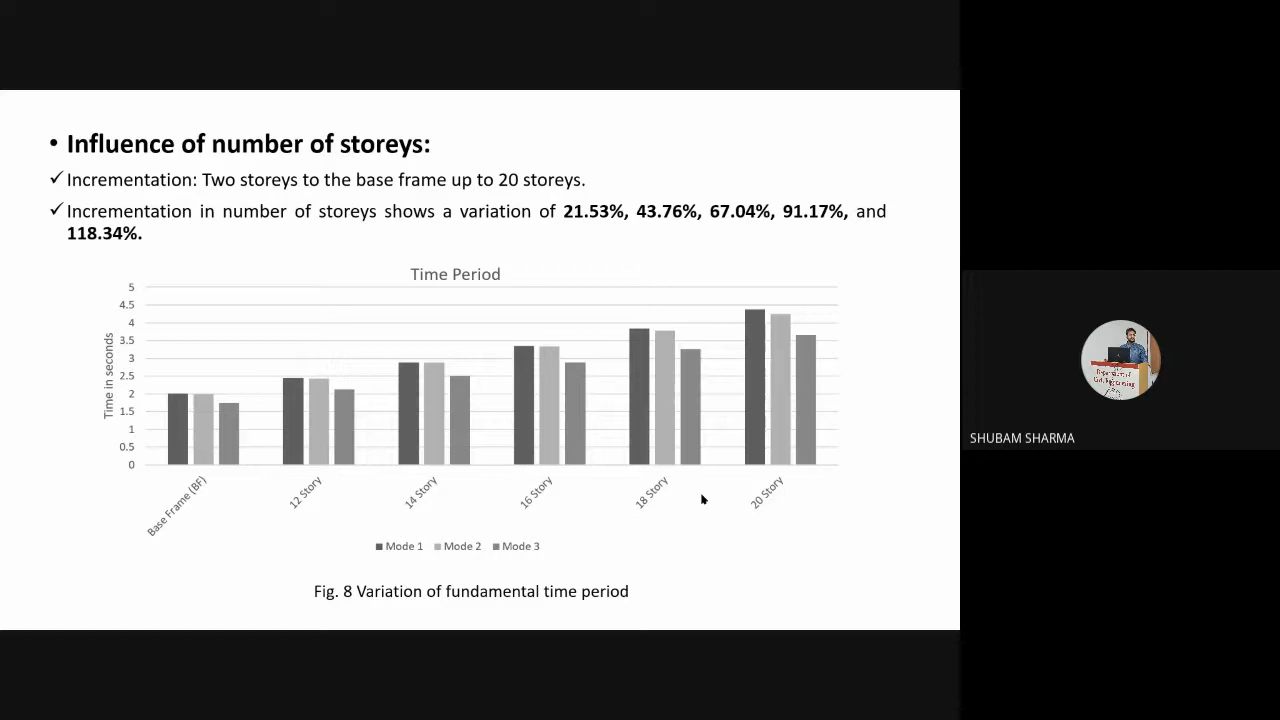 • Influence of number of storeys:
✓ Incrementation: Two storeys to the base frame up to 20 storeys.
✓ Incrementation in number of storeys shows a variation of 21.53%, 43.76%, 67.04%, 91.17%, and
118.34%.
Time Period
5
4.5
4
3.5
3
2.5
2
1.5
1
0.5
0
Time in seconds
Base Frame (BF)
12 Story
14 Story
16 Story
18 Story
20 Story
Mode 1 Mode 2 Mode 3
Fig. 8 Variation of fundamental time period
SHUBAM SHARMA